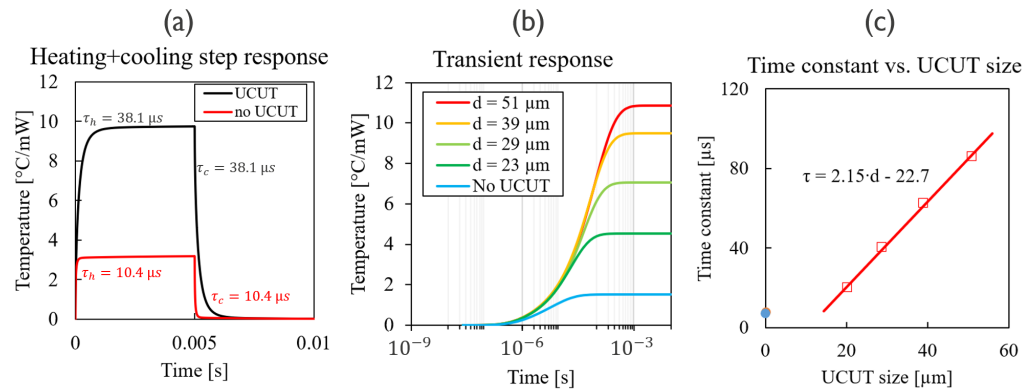 (a)
Heating+cooling step response
Temperature [°C/mW]
12
10
8
6
4
2
0
UCUT
no UCUT
τh = 38.1 μs
τc = 38.1 μs
τh = 10.4 μs
τc = 10.4 μs
0
0.005
0.01
Time [s]
(b)
Transient response
Temperature [°C/mW]
12
10
8
6
4
2
0
d = 51 µm
d = 39 µm
d = 29 µm
d = 23 µm
No UCUT
10⁻⁹
10⁻⁶
10⁻³
Time [s]
(c)
Time constant vs. UCUT size
Time constant [µs]
120
80
40
0
τ = 2.15·d - 22.7
0
20
40
60
UCUT size [µm]